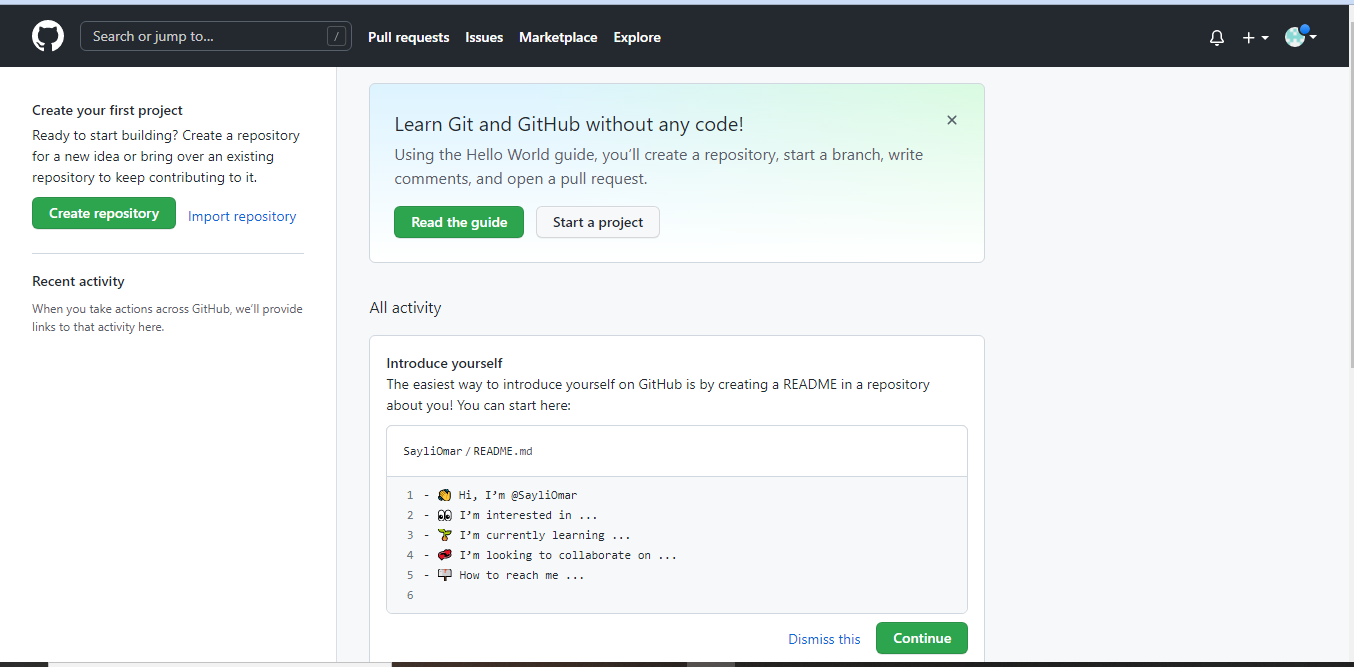 Search or jump to...
/
Pull requests
Issues
Marketplace
Explore
Create your first project
Ready to start building? Create a repository
for a new idea or bring over an existing
repository to keep contributing to it.
Create repository
Import repository
Recent activity
When you take actions across GitHub, we'll provide
links to that activity here.
Learn Git and GitHub without any code!
Using the Hello World guide, you'll create a repository, start a branch, write
comments, and open a pull request.
Read the guide
Start a project
All activity
Introduce yourself
The easiest way to introduce yourself on GitHub is by creating a README in a repository
about you! You can start here:
SayliOmar / README.md
1 - 👋 Hi, I'm @SayliOmar
2 - 👀 I'm interested in ...
3 - 🌱 I'm currently learning ...
4 - 💞️ I'm looking to collaborate on ...
5 - 📫 How to reach me ...
6
Dismiss this
Continue